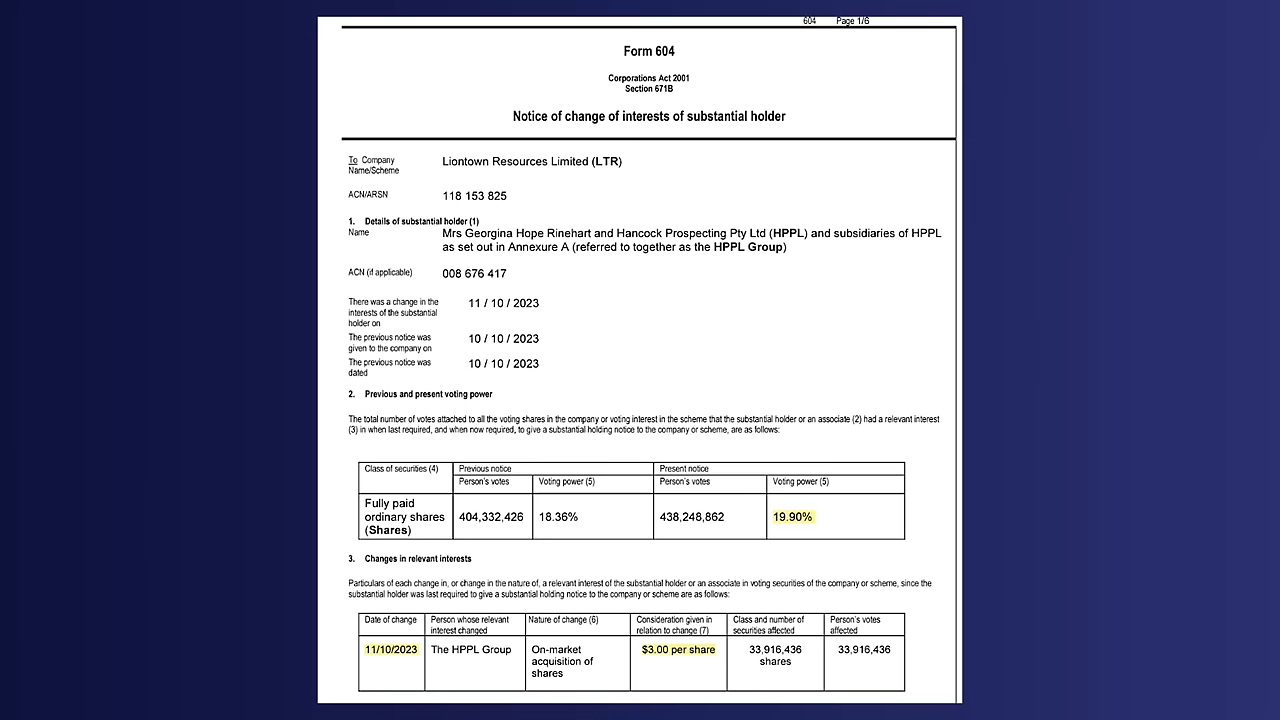 604 Page 1/6
Form 604
Corporations Act 2001
Section 671B
Notice of change of interests of substantial holder
To Company
Name/Scheme
Liontown Resources Limited (LTR)
ACN/ARSN
118 153 825
1. Details of substantial holder (1)
Name
Mrs Georgina Hope Rinehart and Hancock Prospecting Pty Ltd (HPPL) and subsidiaries of HPPL
as set out in Annexure A (referred to together as the HPPL Group)
ACN (if applicable)
008 676 417
There was a change in the
interests of the substantial
holder on
11 / 10 / 2023
The previous notice was
given to the company on
10 / 10 / 2023
The previous notice was
dated
10 / 10 / 2023
2. Previous and present voting power
The total number of votes attached to all the voting shares in the company or voting interest in the scheme that the substantial holder or an associate (2) had a relevant interest
(3) in when last required, and when now required, to give a substantial holding notice to the company or scheme, are as follows:
Class of securities (4)
Previous notice
Present notice
Person's votes
Voting power (5)
Person's votes
Voting power (5)
Fully paid
ordinary shares
(Shares)
404,332,426
18.36%
438,248,862
19.90%
3. Changes in relevant interests
Particulars of each change in, or change in the nature of, a relevant interest of the substantial holder or an associate in voting securities of the company or scheme, since the
substantial holder was last required to give a substantial holding notice to the company or scheme are as follows:
Date of change
Person whose relevant
interest changed
Nature of change (6)
Consideration given in
relation to change (7)
Class and number of
securities affected
Person's votes
affected
11/10/2023
The HPPL Group
On-market
acquisition of
shares
$3.00 per share
33,916,436
shares
33,916,436